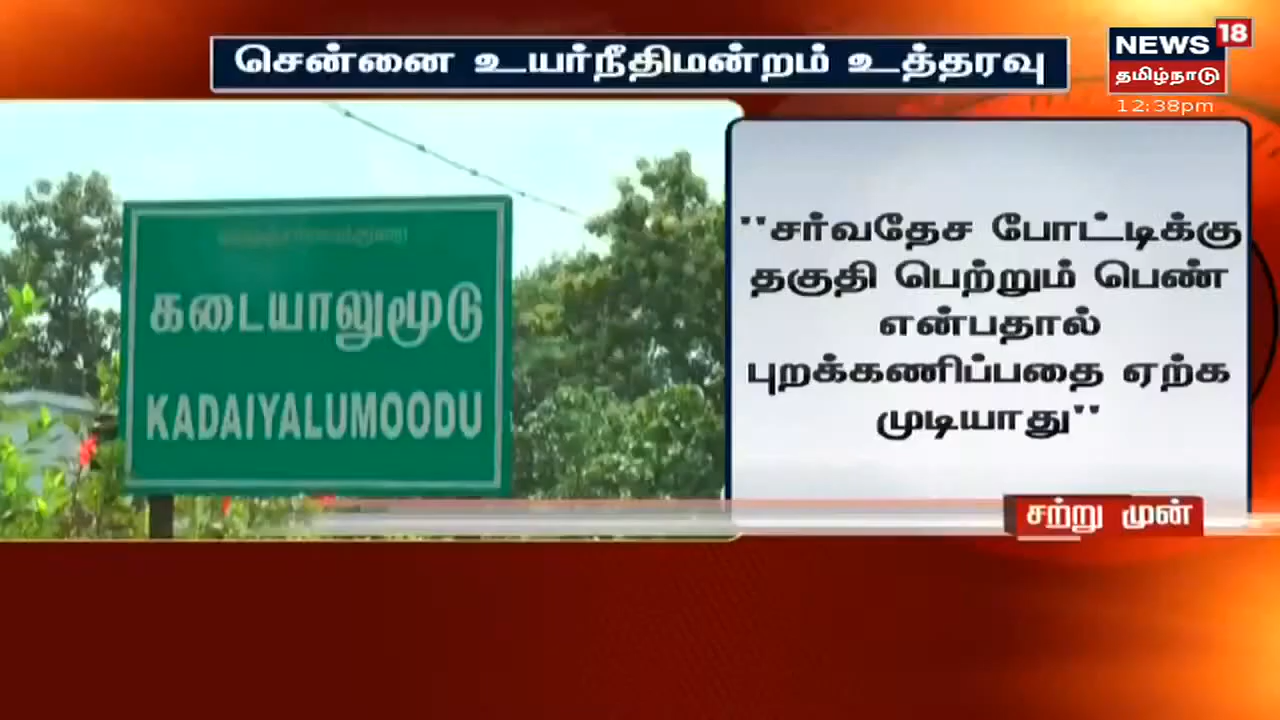 சென்னை உயர்நீதிமன்றம் உத்தரவு
NEWS 18
தமிழ்நாடு
12:38pm
கடையாலுமூடு
KADAIYALUMOODU
"சர்வதேச போட்டிக்கு
தகுதி பெற்றும் பெண்
என்பதால்
புறக்கணிப்பதை ஏற்க
முடியாது"
சற்று முன்